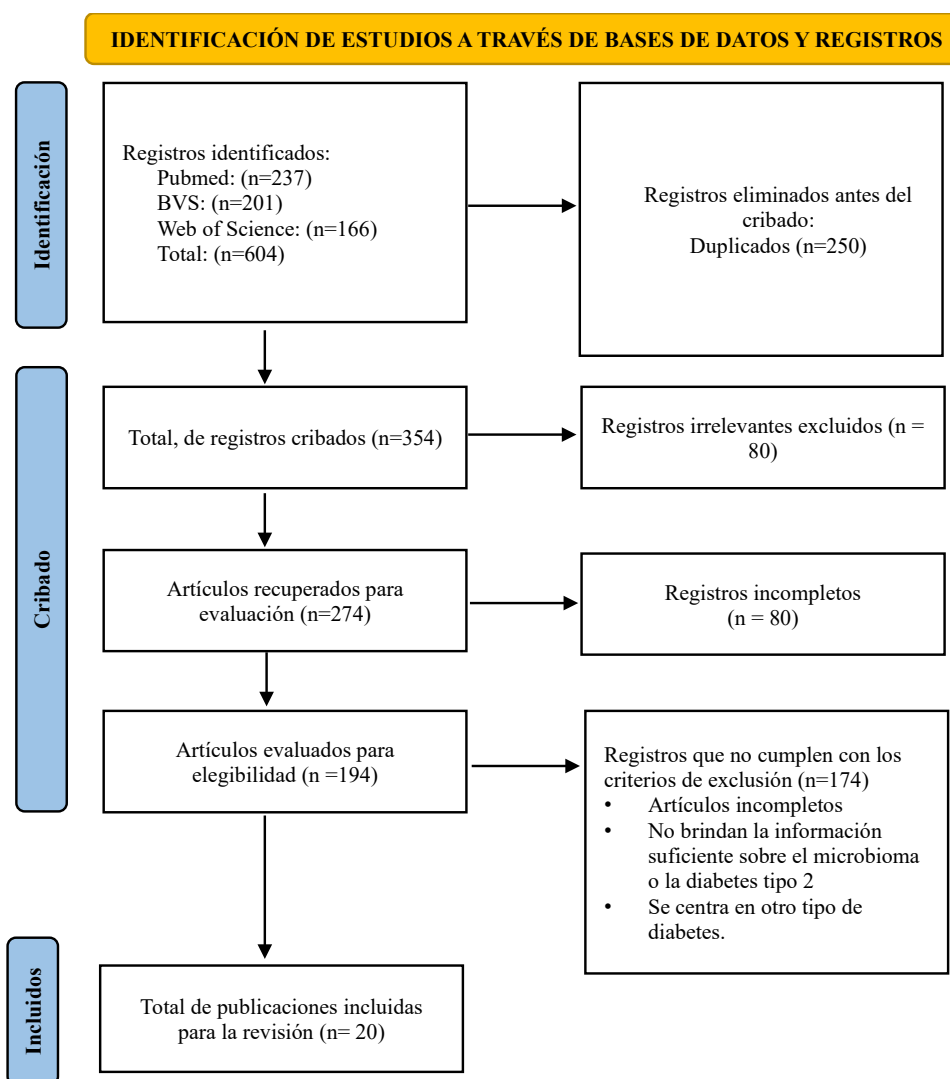 IDENTIFICACIÓN DE ESTUDIOS A TRAVÉS DE BASES DE DATOS Y REGISTROS
Identificación
Registros identificados:
Pubmed: (n=237)
BVS: (n=201)
Web of Science: (n=166)
Total: (n=604)
Registros eliminados antes del
cribado:
Duplicados (n=250)
Cribado
Total, de registros cribados (n=354)
Registros irrelevantes excluidos (n =
80)
Artículos recuperados para
evaluación (n=274)
Registros incompletos
(n = 80)
Artículos evaluados para
elegibilidad (n =194)
Registros que no cumplen con los
criterios de exclusión (n=174)
• Artículos incompletos
• No brindan la información
suficiente sobre el microbioma
o la diabetes tipo 2
• Se centra en otro tipo de
diabetes.
Incluidos
Total de publicaciones incluidas
para la revisión (n= 20)